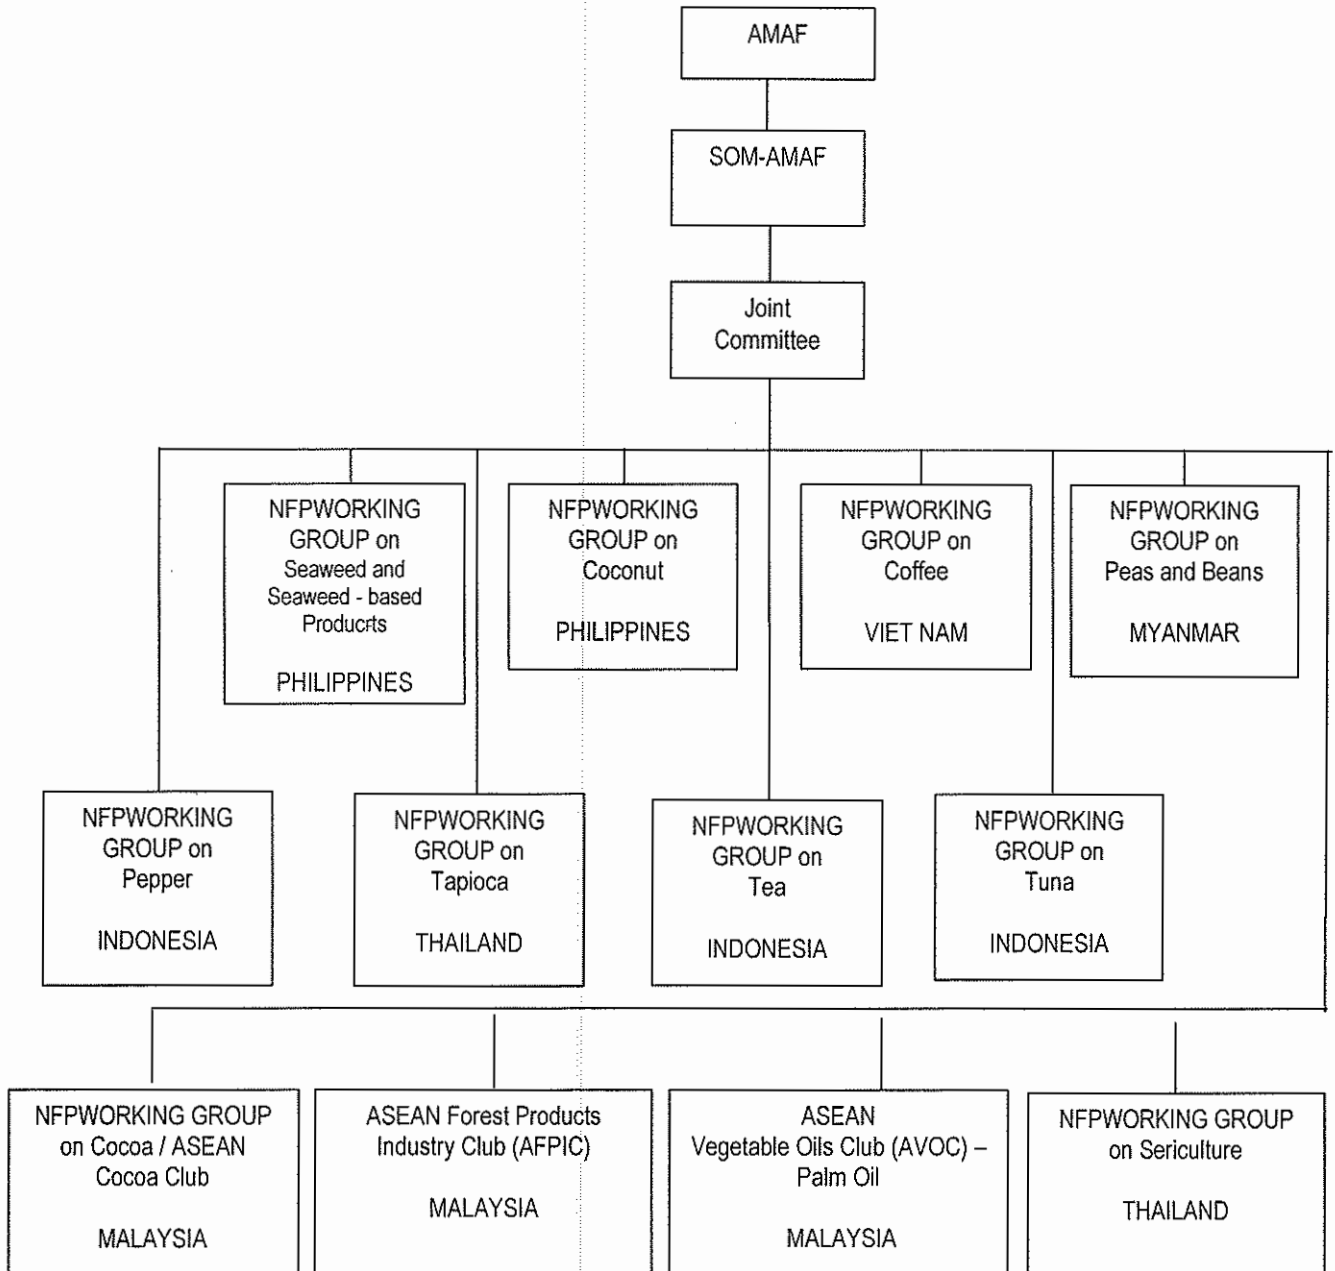 AMAF
SOM-AMAF
Joint
Committee
NFPWORKING
GROUP on
Seaweed and
Seaweed - based
Producrts
PHILIPPINES
NFPWORKING
GROUP on
Coconut
PHILIPPINES
NFPWORKING
GROUP on
Coffee
VIET NAM
NFPWORKING
GROUP on
Peas and Beans
MYANMAR
NFPWORKING
GROUP on
Pepper
INDONESIA
NFPWORKING
GROUP on
Tapioca
THAILAND
NFPWORKING
GROUP on
Tea
INDONESIA
NFPWORKING
GROUP on
Tuna
INDONESIA
NFPWORKING GROUP
on Cocoa / ASEAN
Cocoa Club
MALAYSIA
ASEAN Forest Products
Industry Club (AFPIC)
MALAYSIA
ASEAN
Vegetable Oils Club (AVOC) –
Palm Oil
MALAYSIA
NFPWORKING GROUP
on Sericulture
THAILAND